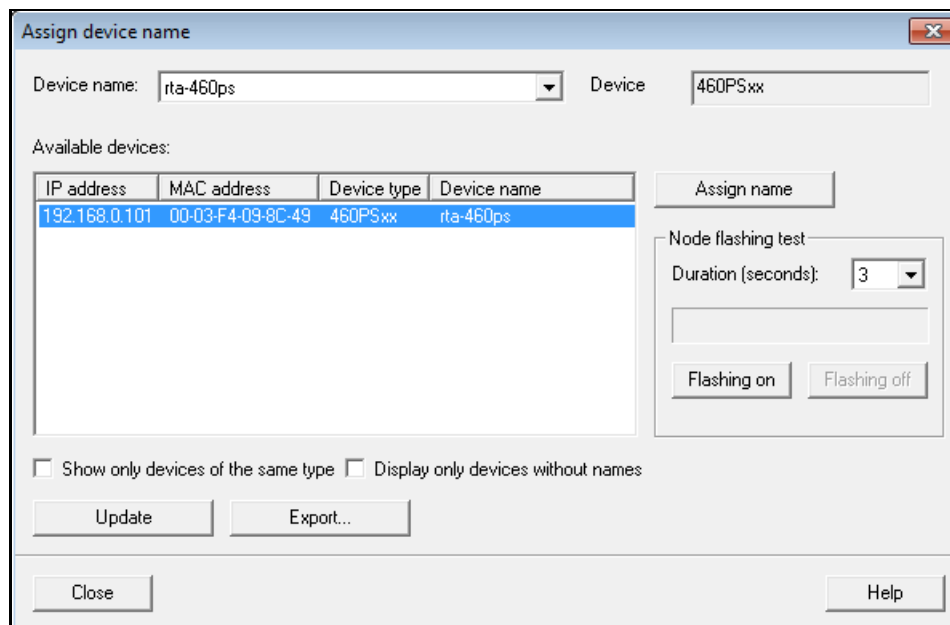 Assign device name
Device name: rta-460ps Device 460PSxx
Available devices:
IP address MAC address Device type Device name
192.168.0.101 00-03-F4-09-8C-49 460PSxx rta-460ps
Assign name
Node flashing test
Duration (seconds): 3
Flashing on Flashing off
Show only devices of the same type Display only devices without names
Update Export...
Close Help